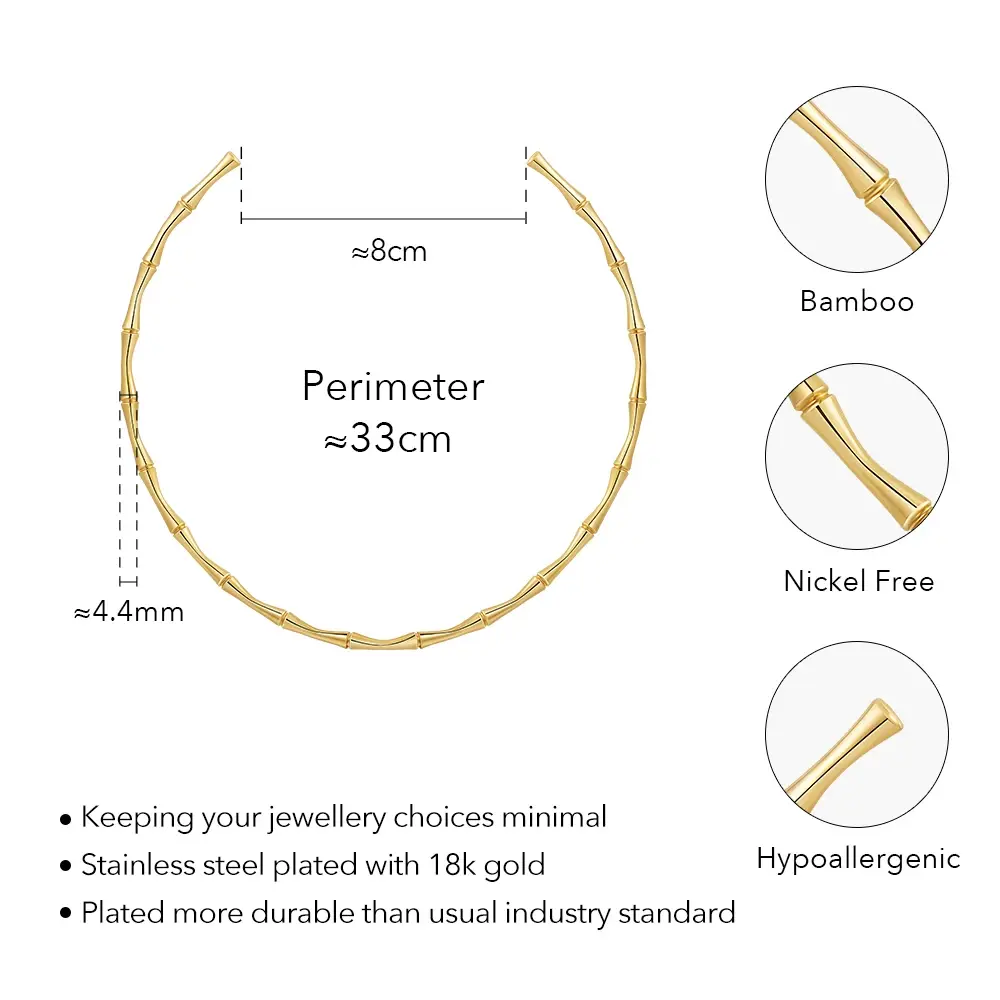 ≈8cm
Perimeter
≈33cm
≈4.4mm
Bamboo
Nickel Free
Hypoallergenic
• Keeping your jewellery choices minimal
• Stainless steel plated with 18k gold
• Plated more durable than usual industry standard